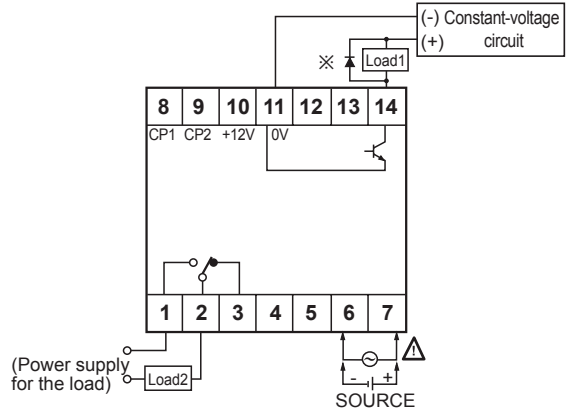 (-) Constant-voltage
(+) circuit
※ Load1
8 9 10 11 12 13 14
CP1 CP2 +12V 0V
1 2 3 4 5 6 7
(Power supply
for the load) Load2
- +
SOURCE